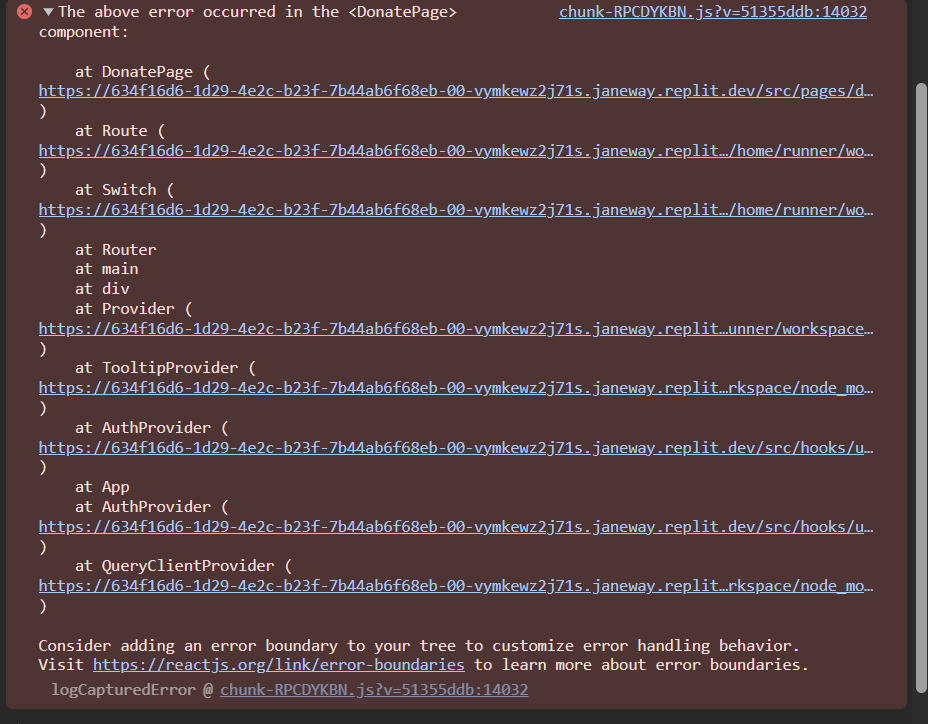 ▼The above error occurred in the <DonatePage> chunk-RPCDYKBN.js?v=51355ddb:14032
component:
at DonatePage (
https://634f16d6-1d29-4e2c-b23f-7b44ab6f68eb-00-vymkewz2j71s.janeway.replit.dev/src/pages/d…
)
at Route (
https://634f16d6-1d29-4e2c-b23f-7b44ab6f68eb-00-vymkewz2j71s.janeway.replit…/home/runner/wo…
)
at Switch (
https://634f16d6-1d29-4e2c-b23f-7b44ab6f68eb-00-vymkewz2j71s.janeway.replit…/home/runner/wo…
)
at Router
at main
at div
at Provider (
https://634f16d6-1d29-4e2c-b23f-7b44ab6f68eb-00-vymkewz2j71s.janeway.replit…unner/workspace…
)
at TooltipProvider (
https://634f16d6-1d29-4e2c-b23f-7b44ab6f68eb-00-vymkewz2j71s.janeway.replit…rkspace/node_mo…
)
at AuthProvider (
https://634f16d6-1d29-4e2c-b23f-7b44ab6f68eb-00-vymkewz2j71s.janeway.replit.dev/src/hooks/u…
)
at App
at AuthProvider (
https://634f16d6-1d29-4e2c-b23f-7b44ab6f68eb-00-vymkewz2j71s.janeway.replit.dev/src/hooks/u…
)
at QueryClientProvider (
https://634f16d6-1d29-4e2c-b23f-7b44ab6f68eb-00-vymkewz2j71s.janeway.replit…rkspace/node_mo…
)
Consider adding an error boundary to your tree to customize error handling behavior.
Visit https://reactjs.org/link/error-boundaries to learn more about error boundaries.
logCapturedError @ chunk-RPCDYKBN.js?v=51355ddb:14032